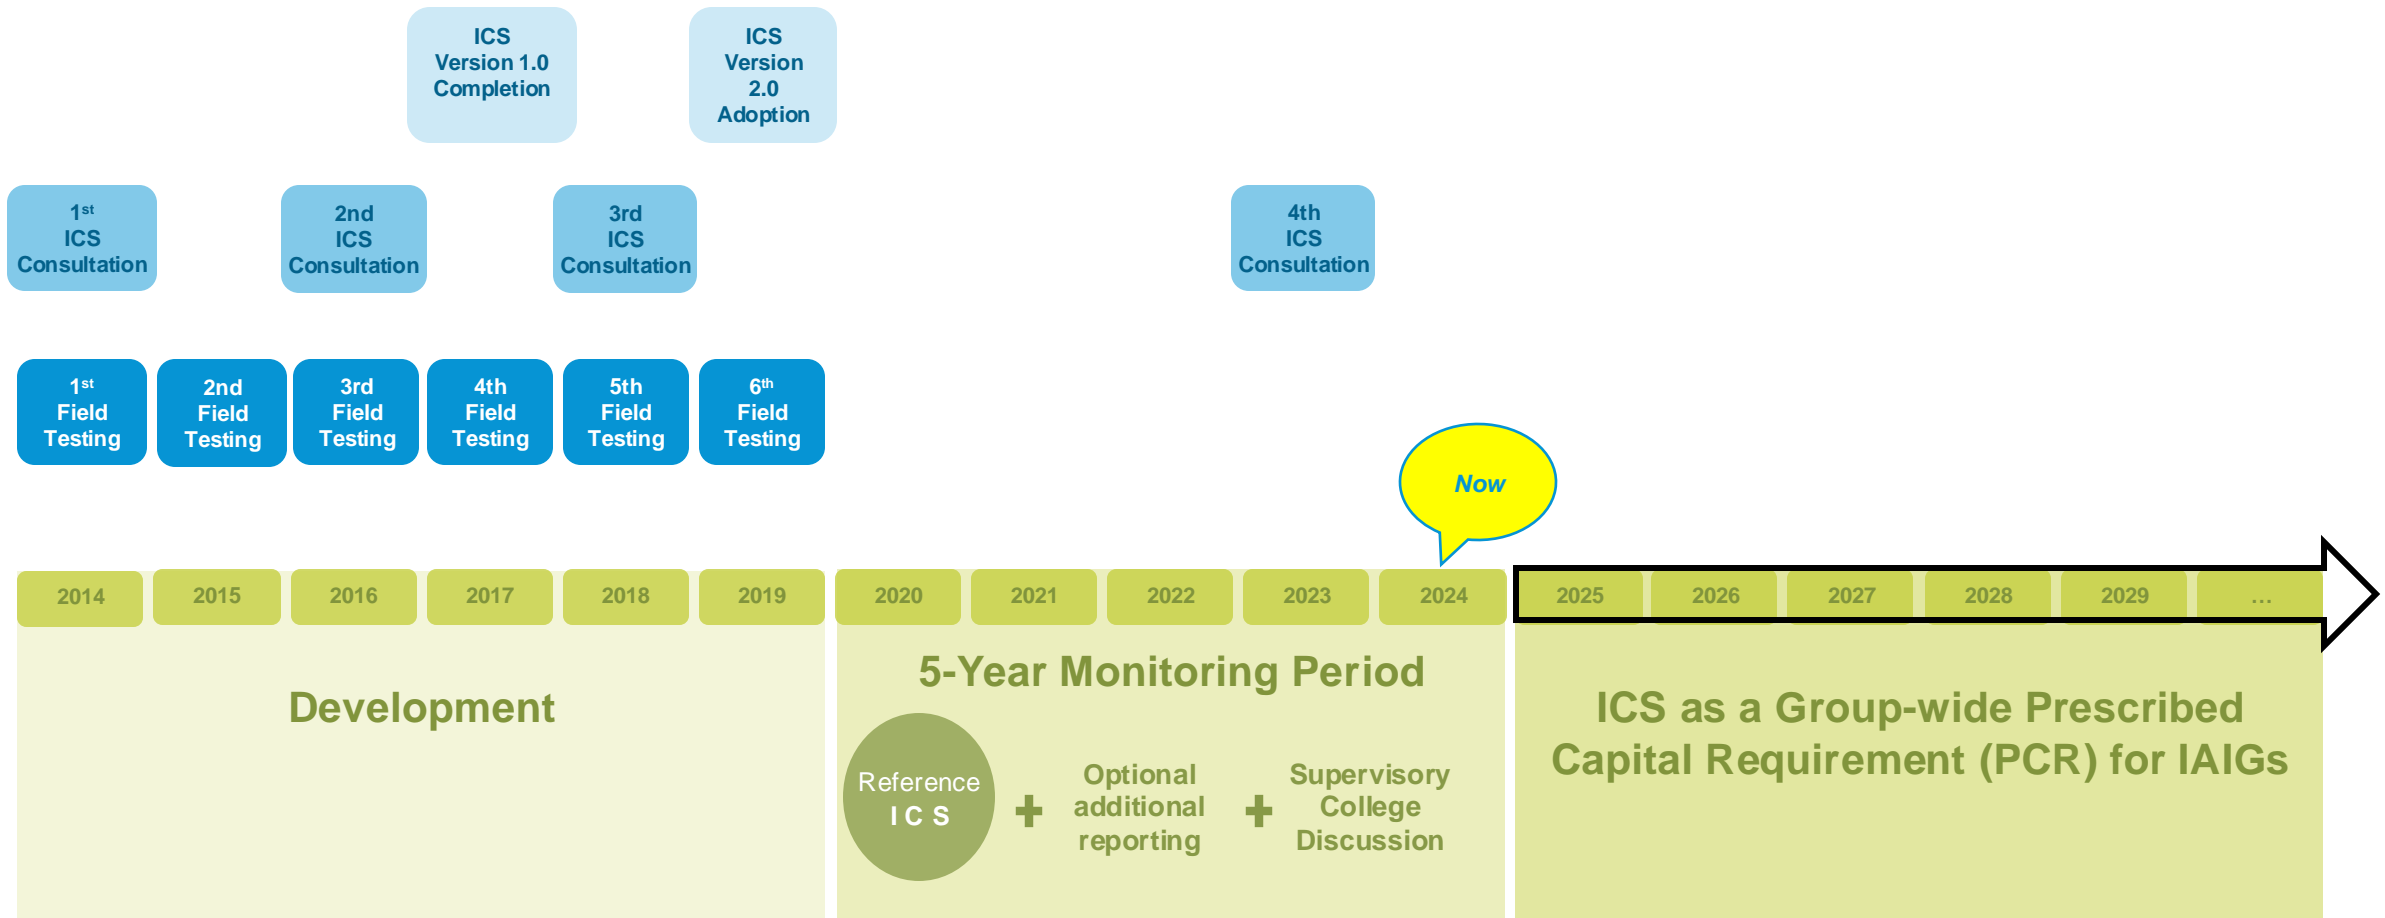 ICS
Version 1.0
Completion
ICS
Version
2.0
Adoption
1st
ICS
Consultation
2nd
ICS
Consultation
3rd
ICS
Consultation
4th
ICS
Consultation
1st
Field
Testing
2nd
Field
Testing
3rd
Field
Testing
4th
Field
Testing
5th
Field
Testing
6th
Field
Testing
Now
2014
2015
2016
2017
2018
2019
2020
2021
2022
2023
2024
2025
2026
2027
2028
2029
...
Development
5-Year Monitoring Period
Reference
ICS
+
Optional
additional
reporting
+
Supervisory
College
Discussion
ICS as a Group-wide Prescribed
Capital Requirement (PCR) for IAIGs